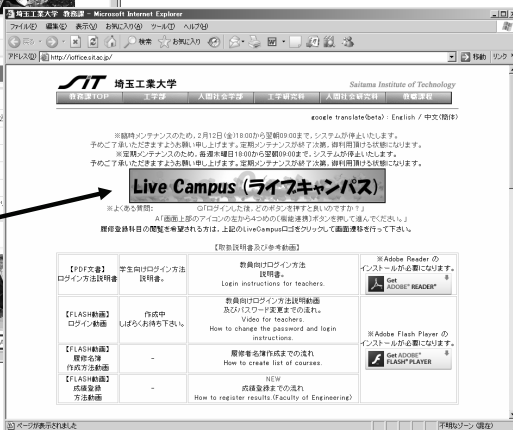 埼玉工業大学 教務課 - Microsoft Internet Explorer
ファイル(F) 編集(E) 表示(V) お気に入り(A) ツール(T) ヘルプ(H)
戻る 検索 お気に入り
アドレス(D) http://ioffice.sit.ac.jp/ 移動 リンク
SIT 埼玉工業大学 Saitama Institute of Technology
教務課TOP 工学部 人間社会学部 工学研究科 人間社会研究科 教職課程
google translate(beta) : English / 中文(簡体)
※臨時メンテナンスのため、2月12日(金)18:00から翌朝09:00まで、システムが停止いたします。
予めご了承いただきますようお願い申し上げます。定期メンテナンスが終了次第、御利用頂ける状態になります。
※定期メンテナンスのため、毎週木曜日18:00から翌朝09:00まで、システムが停止いたします。
予めご了承いただきますようお願い申し上げます。定期メンテナンスが終了次第、御利用頂ける状態になります。
Live Campus (ライブキャンパス)
※よくある質問: Q「ログインした後、どのボタンを押すと良いのですか？」
A「画面上部のアイコンの左から4つめの(機能連携)ボタンを押して進んでください。」
履修登録科目の閲覧を希望される方は、上記のLiveCampusロゴをクリックして画面遷移を行って下さい。
【取扱説明書及び参考動画】
【PDF文書】
ログイン方法説明書
学生向けログイン方法
説明書。
教員向けログイン方法
説明書。
Login instructions for teachers.
※Adobe Reader の
インストールが必要になります。
Get
ADOBE® READER®
【FLASH動画】
ログイン動画
作成中
しばらくお待ち下さい。
教員向けログイン方法説明動画
及びパスワード変更までの流れ。
Video for teachers.
How to change the password and login
instructions.
※Adobe Flash Player の
インストールが必要になります。
Get ADOBE®
FLASH® PLAYER
【FLASH動画】
履修名簿
作成方法動画
-
履修者名簿作成までの流れ
How to create list of courses.
【FLASH動画】
成績登録
方法動画
-
NEW
成績登録までの流れ
How to register results.(Faculty of Engineering)
ページが表示されました 不明なゾーン (混在)